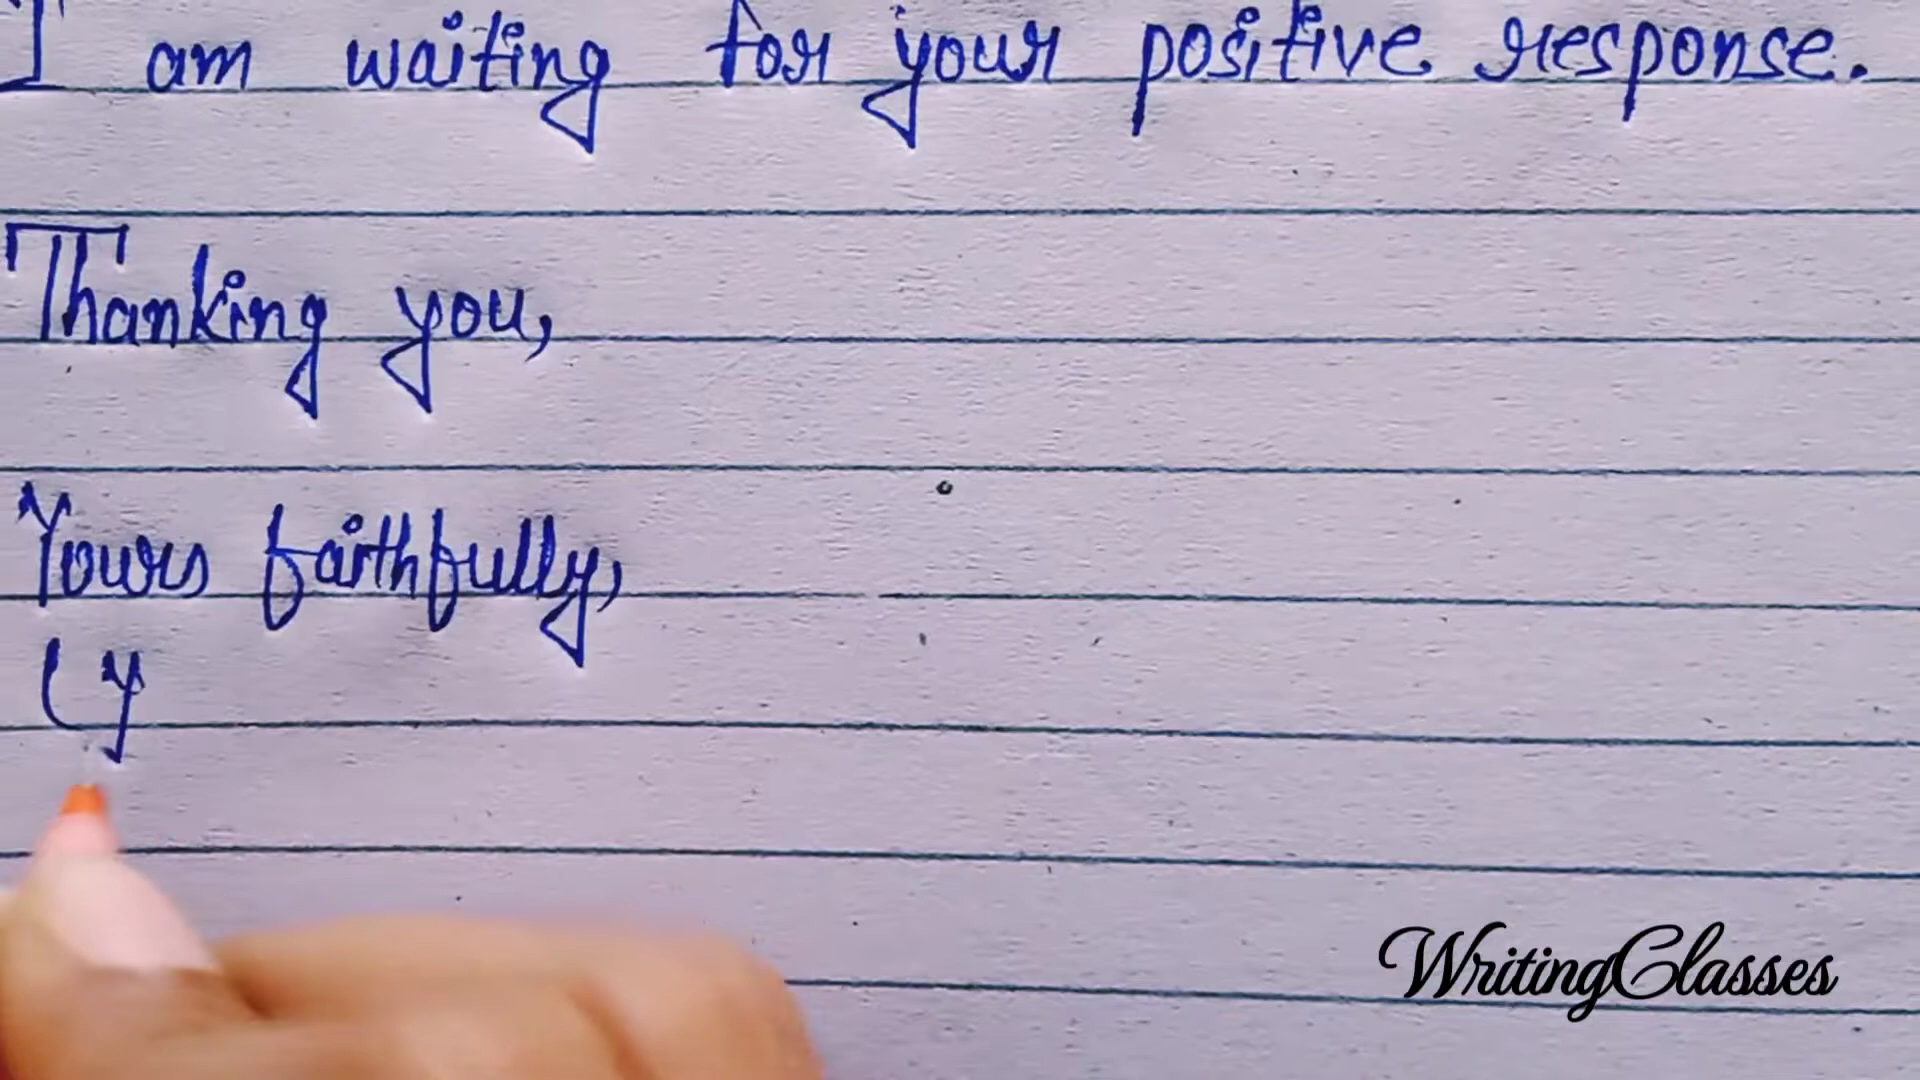 I am waiting for your positive response.
Thanking you,
Yours faithfully,
(y
WritingClasses